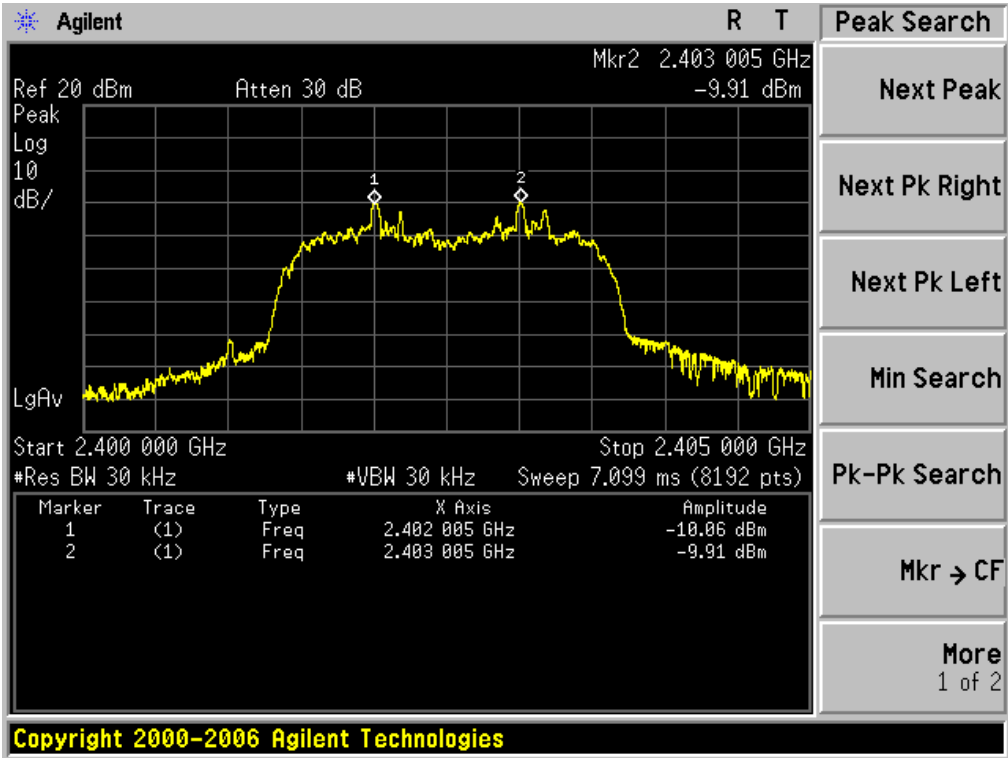 Agilent R T Peak Search
Mkr2 2.403 005 GHz
Ref 20 dBm Atten 30 dB -9.91 dBm
Peak
Log
10
dB/
1 2
LgAv
Start 2.400 000 GHz Stop 2.405 000 GHz
#Res BW 30 kHz #VBW 30 kHz Sweep 7.099 ms (8192 pts)
Marker Trace Type X Axis Amplitude
1 (1) Freq 2.402 005 GHz -10.06 dBm
2 (1) Freq 2.403 005 GHz -9.91 dBm
Next Peak
Next Pk Right
Next Pk Left
Min Search
Pk-Pk Search
Mkr → CF
More
1 of 2
Copyright 2000-2006 Agilent Technologies